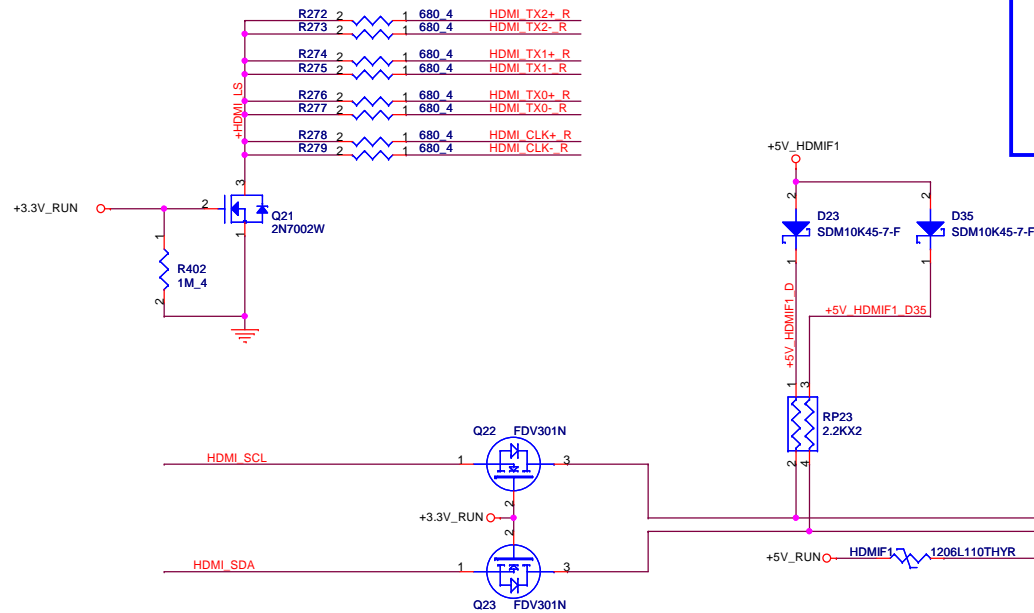 R272 2 1 680_4 HDMI_TX2+_R
R273 2 1 680_4 HDMI_TX2-_R
R274 2 1 680_4 HDMI_TX1+_R
R275 2 1 680_4 HDMI_TX1-_R
R276 2 1 680_4 HDMI_TX0+_R
R277 2 1 680_4 HDMI_TX0-_R
R278 2 1 680_4 HDMI_CLK+_R
R279 2 1 680_4 HDMI_CLK-_R
+HDMI_LS
+5V_HDMIF1
3
+3.3V_RUN
2
Q21
2N7002W
1
1
R402
1M_4
2
2
D23
SDM10K45-7-F
1
2
D35
SDM10K45-7-F
1
+5V_HDMIF1_D
+5V_HDMIF1_D35
1 3
RP23
2.2KX2
2 4
Q22 FDV301N
HDMI_SCL
1 3
2
+3.3V_RUN
2
HDMI_SDA
1 3
Q23 FDV301N
+5V_RUN
HDMIF1 1206L110THYR